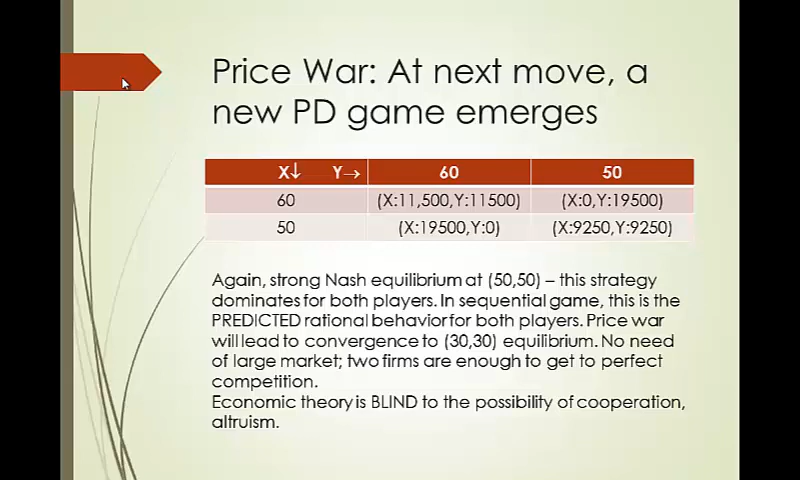 Price War: At next move, a
new PD game emerges
X↓ Y→ 60 50
60 (X:11,500,Y:11500) (X:0,Y:19500)
50 (X:19500,Y:0) (X:9250,Y:9250)
Again, strong Nash equilibrium at (50,50) – this strategy
dominates for both players. In sequential game, this is the
PREDICTED rational behavior for both players. Price war
will lead to convergence to (30,30) equilibrium. No need
of large market; two firms are enough to get to perfect
competition.
Economic theory is BLIND to the possibility of cooperation,
altruism.